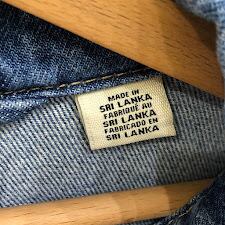 MADE IN
SRI LANKA
FABRIQUÉ AU
SRI LANKA
FABRICADO EN
SRI LANKA